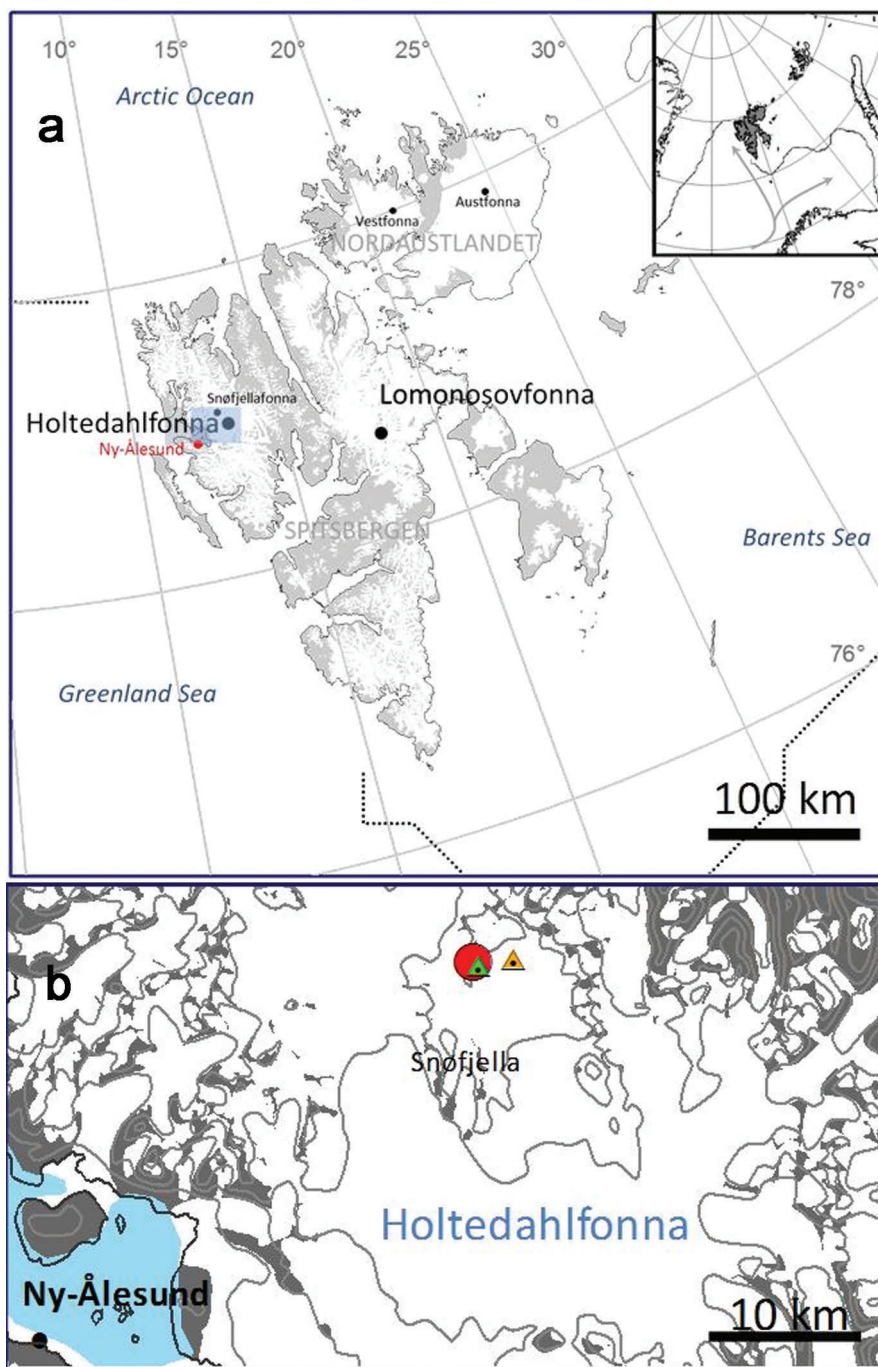 10°
15°
20°
25°
30°
Arctic Ocean
a
Austfonna
Vestfonna
NORDAUSTLANDET
78°
Snøfjellafonna
Lomonosovfonna
Holtedahlfonna
Ny-Ålesund
SPITSBERGEN
Barents Sea
76°
Greenland Sea
100 km
b
Snøfjella
Holtedahlfonna
Ny-Ålesund
10 km